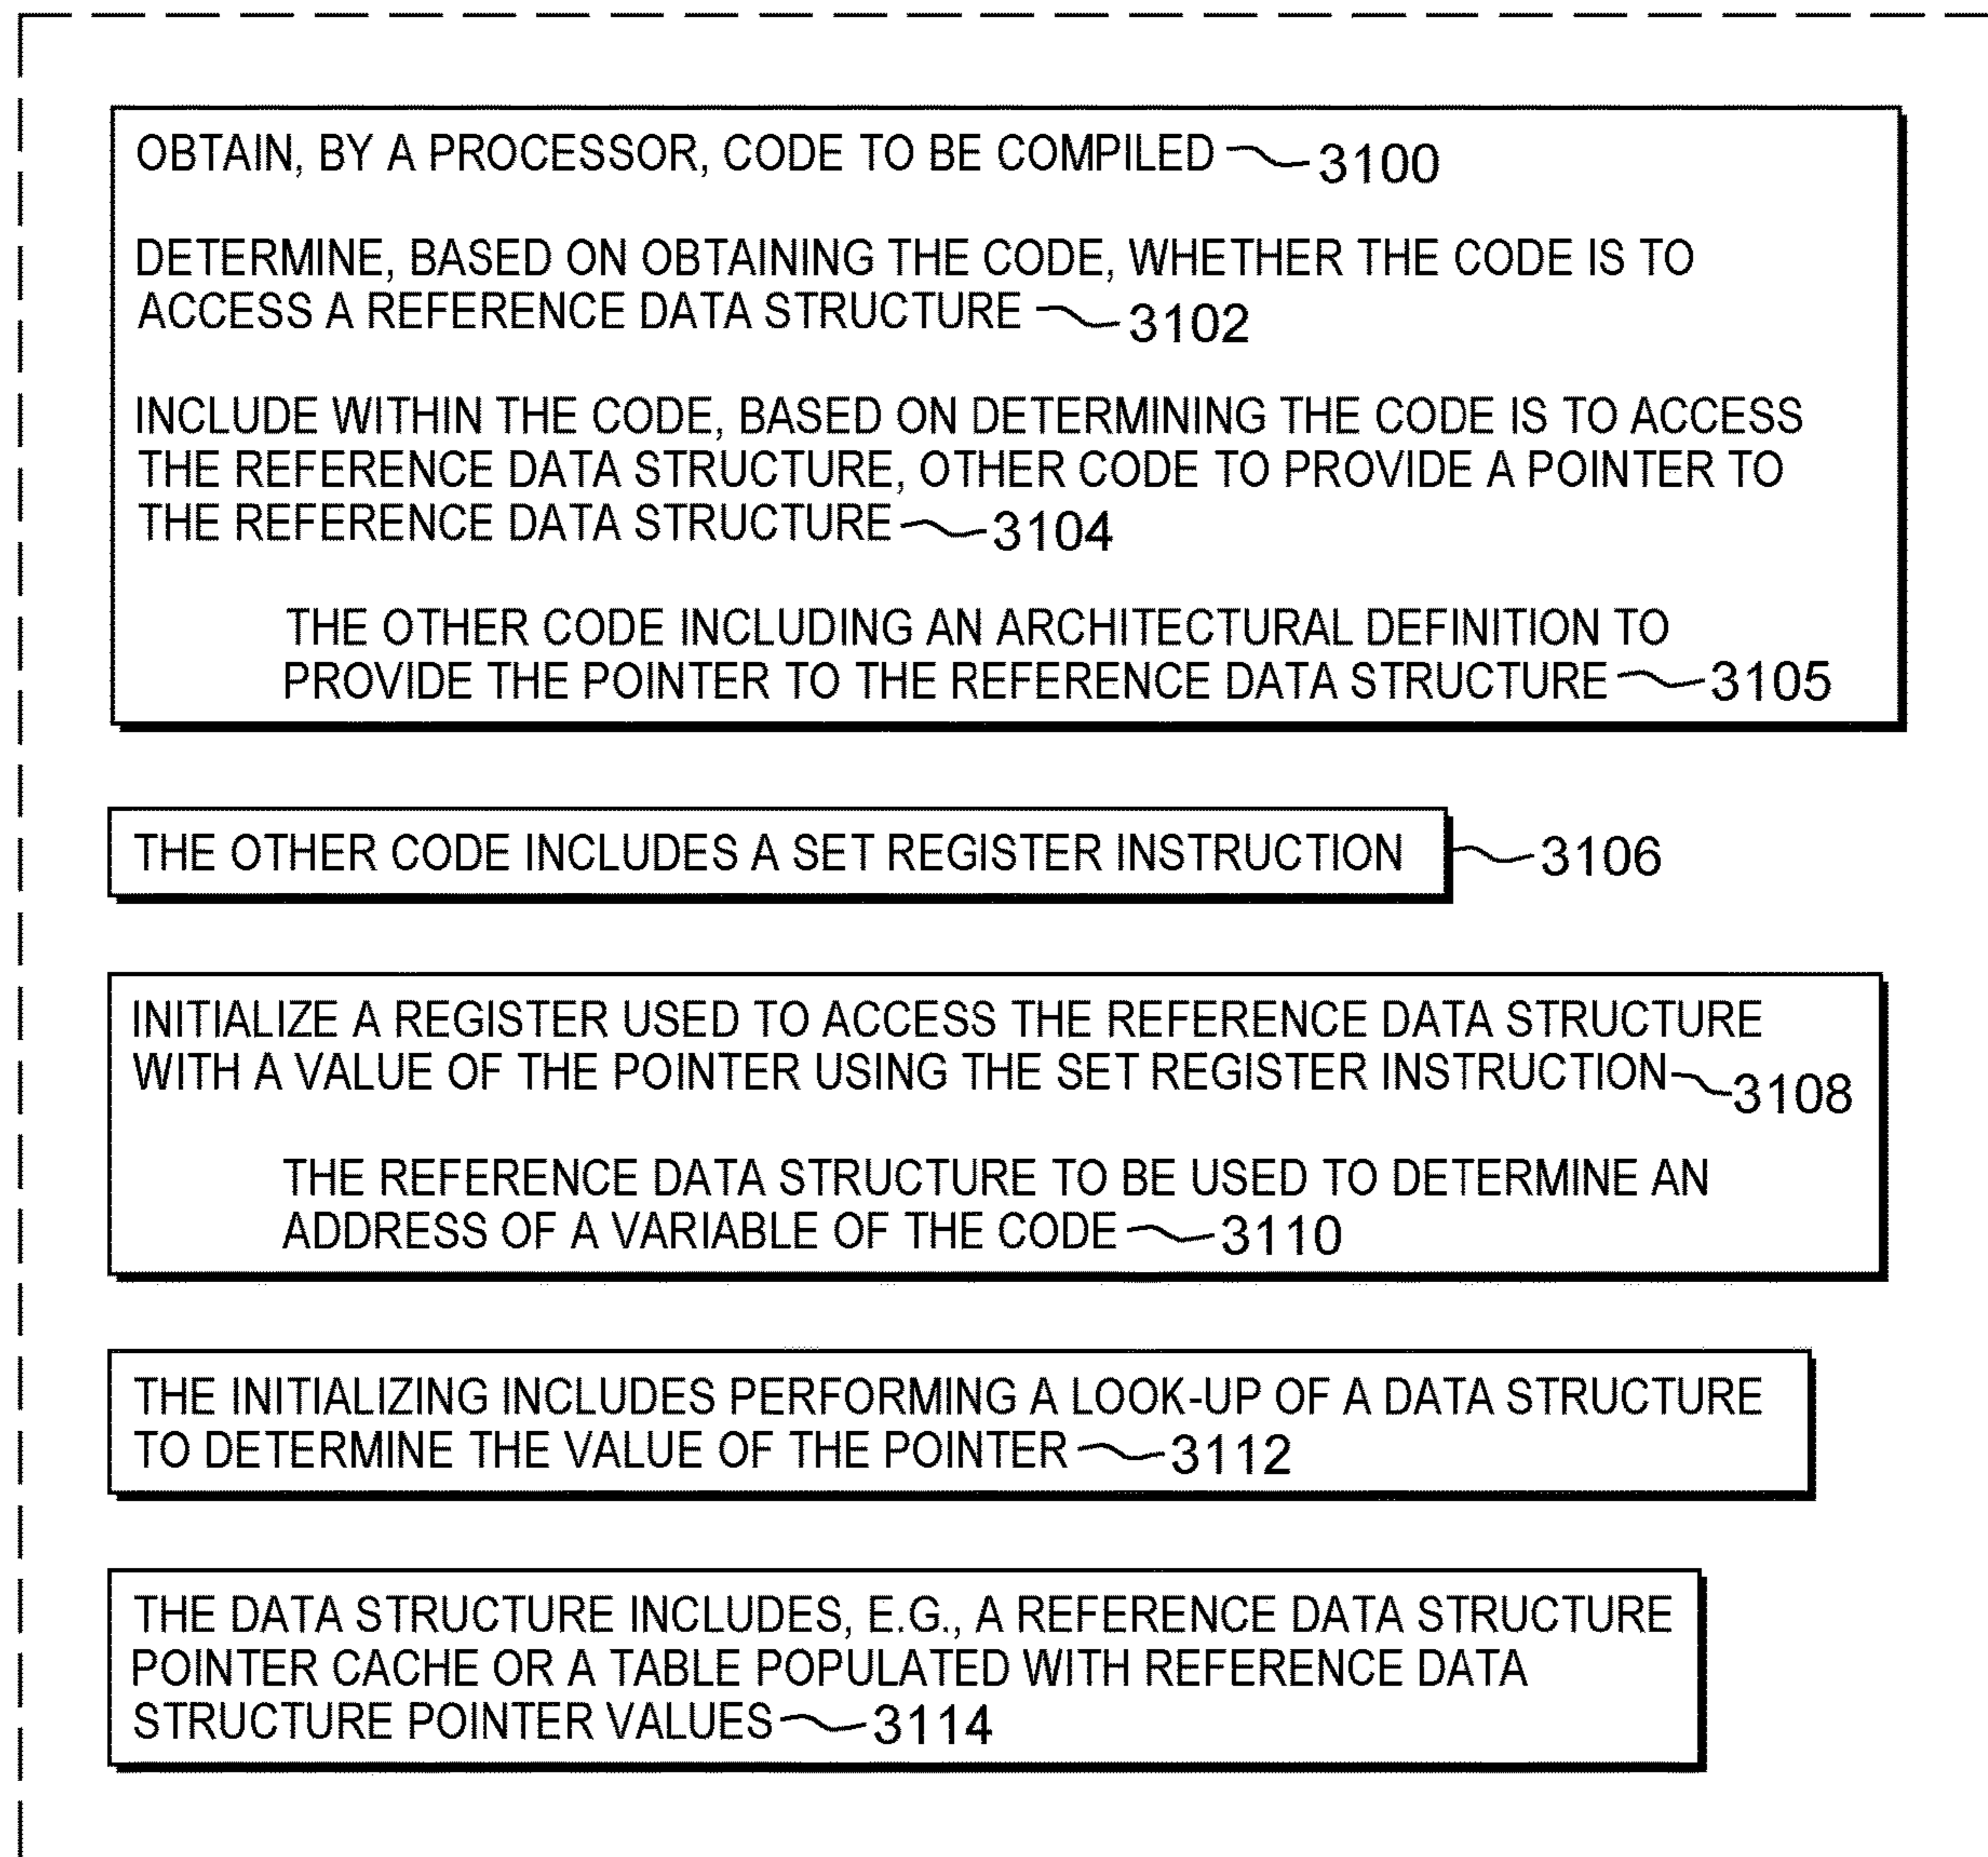 OBTAIN, BY A PROCESSOR, CODE TO BE COMPILED 3100
DETERMINE, BASED ON OBTAINING THE CODE, WHETHER THE CODE IS TO
ACCESS A REFERENCE DATA STRUCTURE 3102
INCLUDE WITHIN THE CODE, BASED ON DETERMINING THE CODE IS TO ACCESS
THE REFERENCE DATA STRUCTURE, OTHER CODE TO PROVIDE A POINTER TO
THE REFERENCE DATA STRUCTURE 3104
THE OTHER CODE INCLUDING AN ARCHITECTURAL DEFINITION TO
PROVIDE THE POINTER TO THE REFERENCE DATA STRUCTURE 3105
THE OTHER CODE INCLUDES A SET REGISTER INSTRUCTION 3106
INITIALIZE A REGISTER USED TO ACCESS THE REFERENCE DATA STRUCTURE
WITH A VALUE OF THE POINTER USING THE SET REGISTER INSTRUCTION 3108
THE REFERENCE DATA STRUCTURE TO BE USED TO DETERMINE AN
ADDRESS OF A VARIABLE OF THE CODE 3110
THE INITIALIZING INCLUDES PERFORMING A LOOK-UP OF A DATA STRUCTURE
TO DETERMINE THE VALUE OF THE POINTER 3112
THE DATA STRUCTURE INCLUDES, E.G., A REFERENCE DATA STRUCTURE
POINTER CACHE OR A TABLE POPULATED WITH REFERENCE DATA
STRUCTURE POINTER VALUES 3114